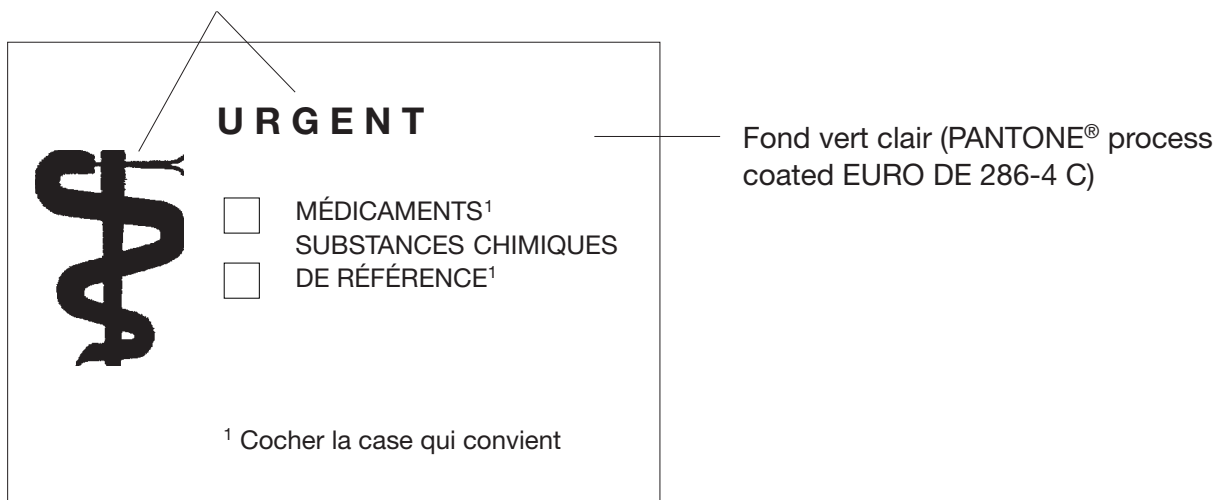 URGENT
Fond vert clair (PANTONE® process
coated EURO DE 286-4 C)
MÉDICAMENTS¹
SUBSTANCES CHIMIQUES
DE RÉFÉRENCE¹
¹ Cocher la case qui convient